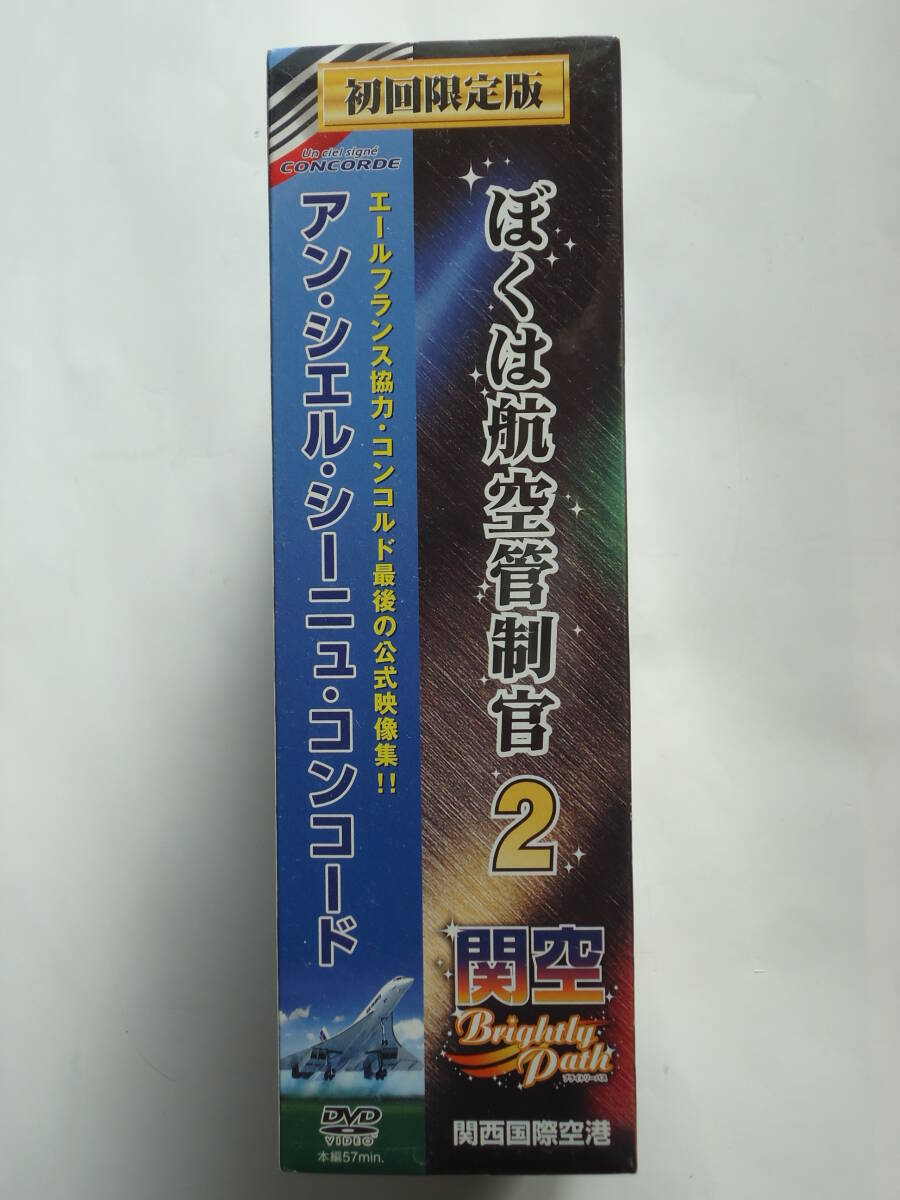 初回限定版
ぼくは航空管制官
2
関空
Brightly
Path
ブライトリーパス
関西国際空港
Un ciel signé
CONCORDE
エールフランス協力・コンコルド最後の公式映像集!!
アン・シエル・シーニュ・コンコード
DVD
VIDEO
本編57min.